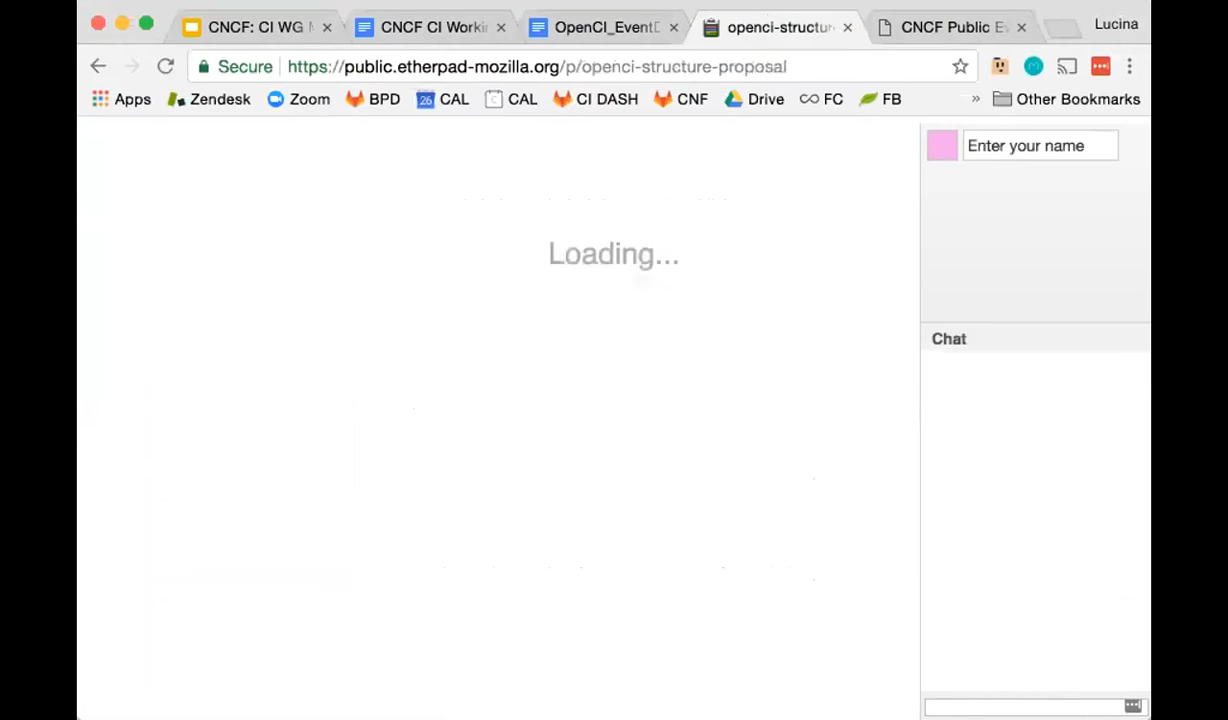 CNCF: CI WG
CNCF CI Workin
OpenCI_Event
openci-structur
CNCF Public E
Lucina
Secure
https://public.etherpad-mozilla.org/p/openci-structure-proposal
Apps
Zendesk
Zoom
BPD
26 CAL
CAL
CI DASH
CNF
Drive
FC
FB
»
Other Bookmarks
Enter your name
Loading...
Chat